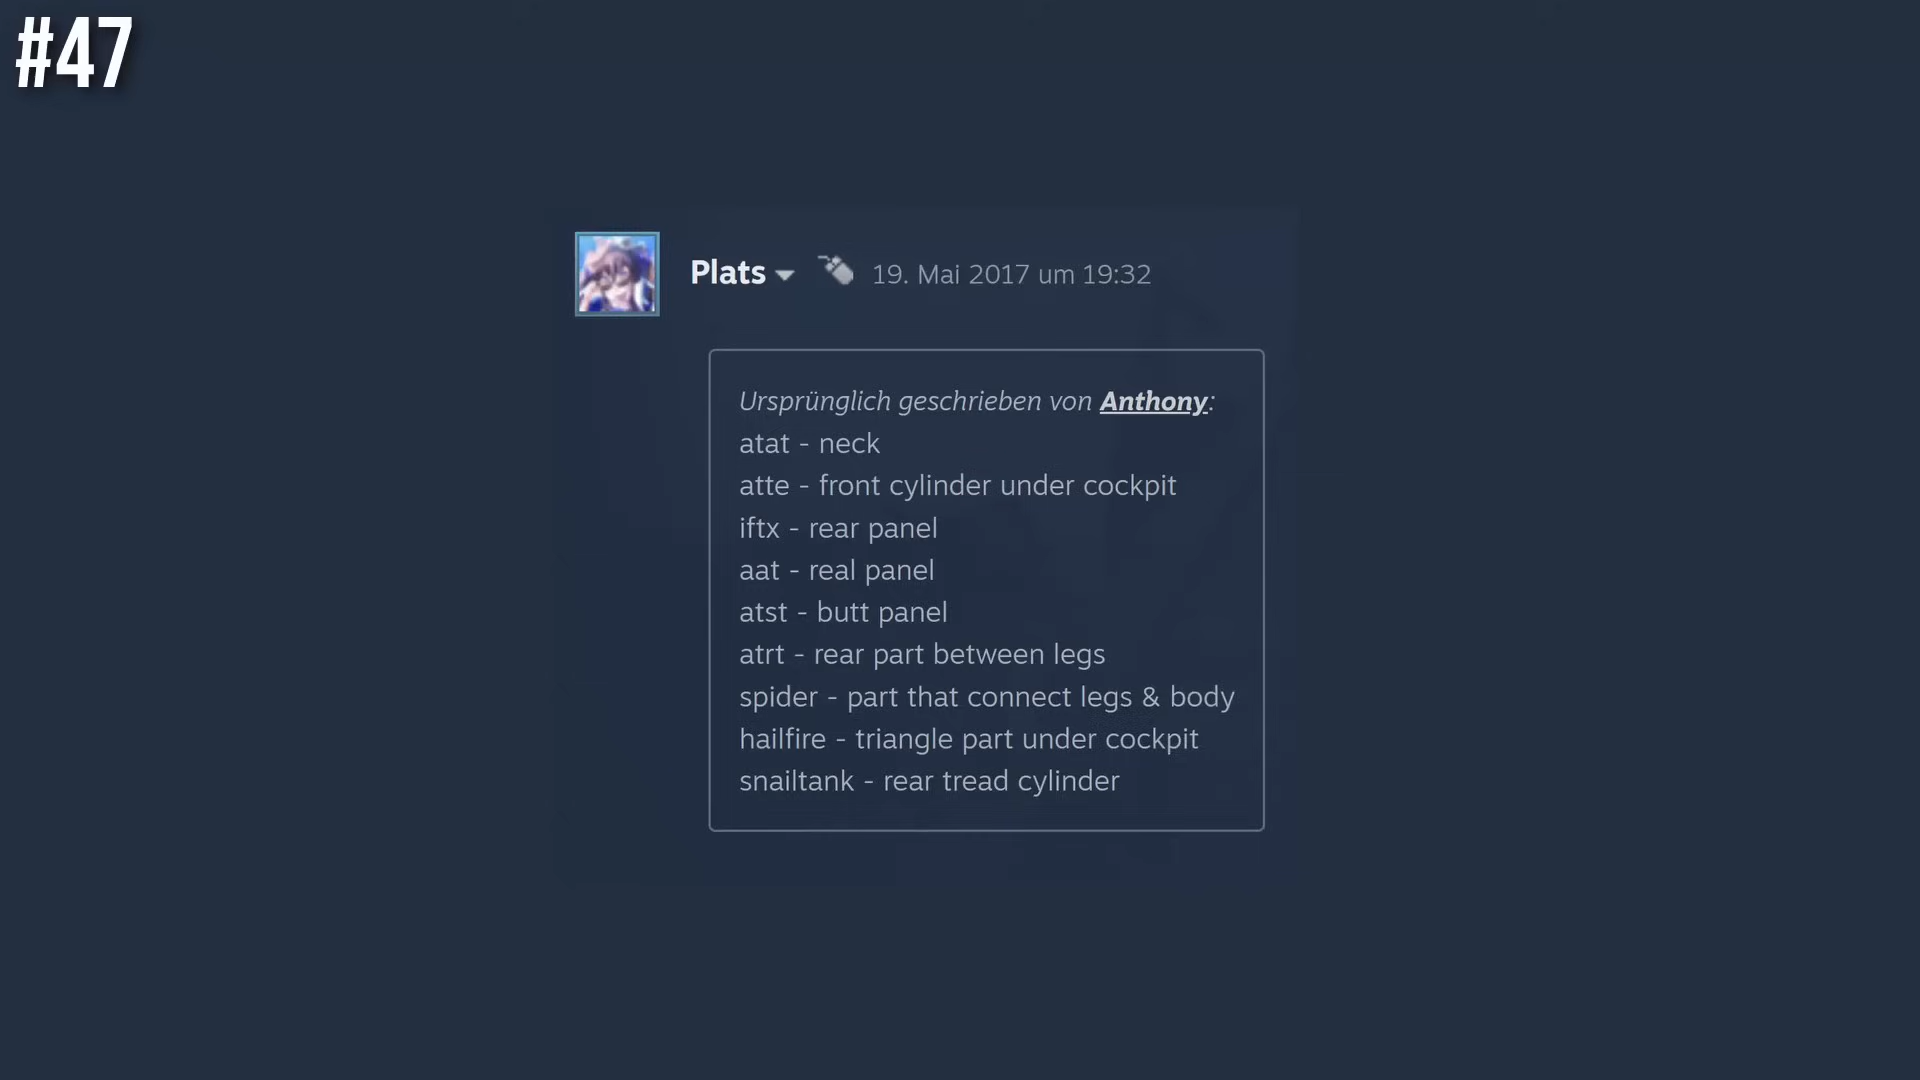 #47
Plats 19. Mai 2017 um 19:32
Ursprünglich geschrieben von Anthony:
atat - neck
atte - front cylinder under cockpit
iftx - rear panel
aat - real panel
atst - butt panel
atrt - rear part between legs
spider - part that connect legs & body
hailfire - triangle part under cockpit
snailtank - rear tread cylinder